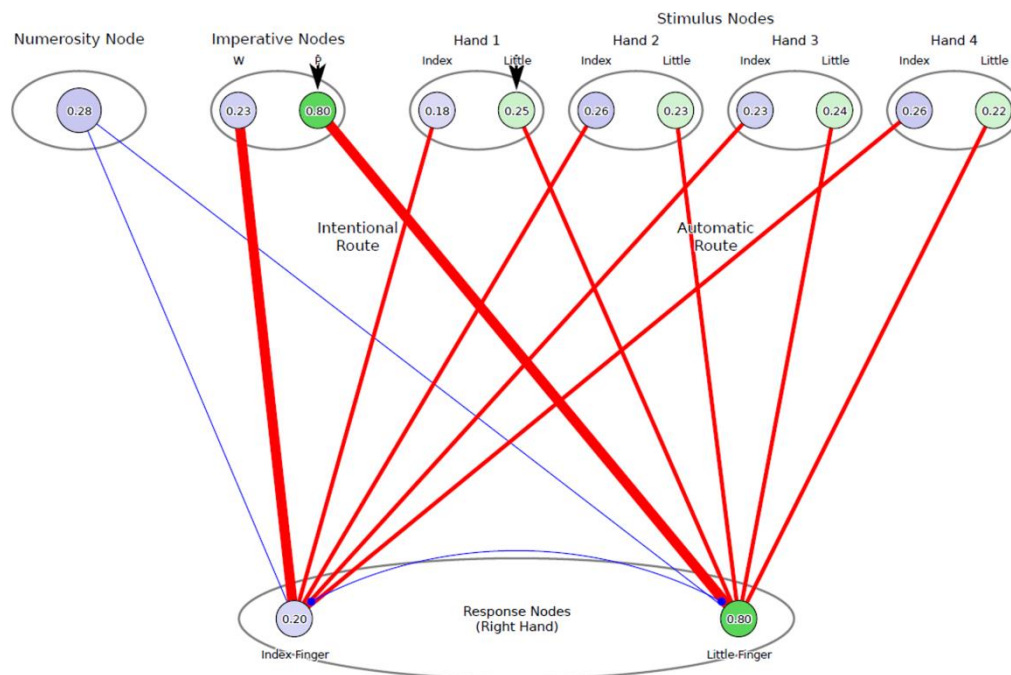 Stimulus Nodes
Numerosity Node
Imperative Nodes
Hand 1
Hand 2
Hand 3
Hand 4
W
P
Index
Little
Index
Little
Index
Little
Index
Little
0.28
0.23
0.80
0.18
0.25
0.26
0.23
0.23
0.224
0.26
0.22
Intentional
Route
Automatic
Route
Response Nodes
(Right Hand)
0.20
0.80
Index-Finger
Little-Finger